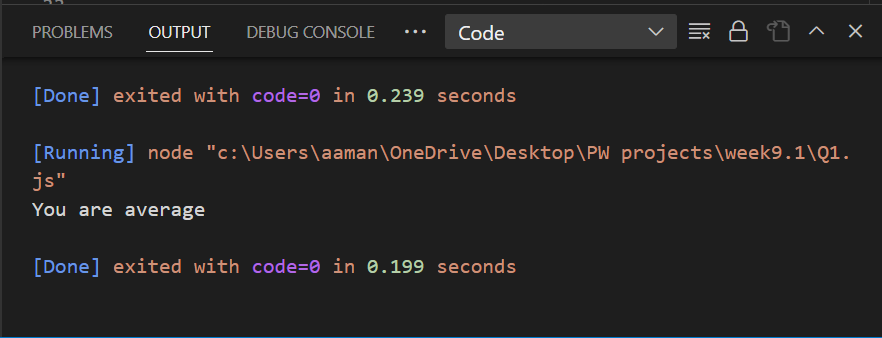 PROBLEMS OUTPUT DEBUG CONSOLE ... Code
[Done] exited with code=0 in 0.239 seconds
[Running] node "c:\Users\aaman\OneDrive\Desktop\PW projects\week9.1\Q1.
js"
You are average
[Done] exited with code=0 in 0.199 seconds